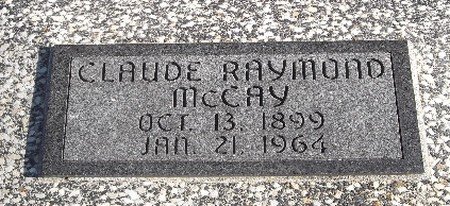 CLAUDE RAYMOND
McCAY
OCT. 13, 1899
JAN. 21, 1964